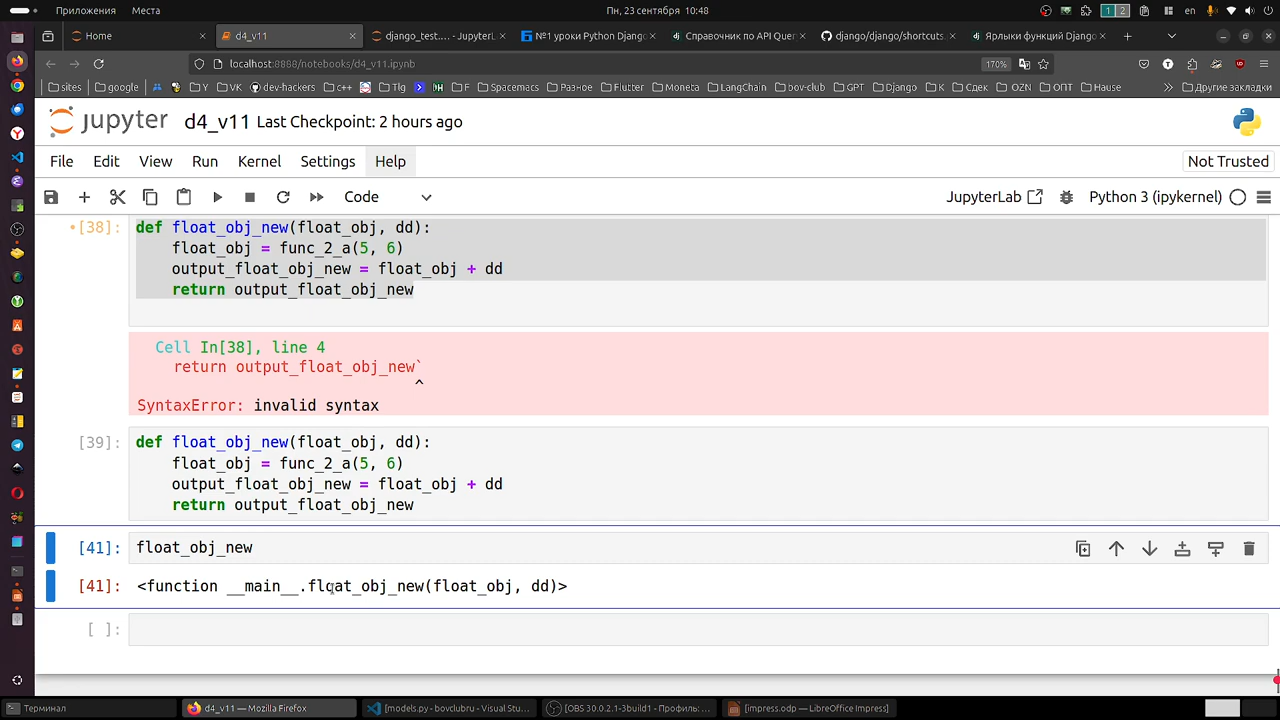 Приложения Места Пн, 23 сентября 10:48 1 2 en
Home d4_v11 django_test.... - JupyterL №1 уроки Python Django Справочник по API Quer django/django/shortcuts. Ярлыки функций Django
localhost:8888/notebooks/d4_v11.ipynb 170%
sites google Y VK dev-hackers c++ Tlg F Spacemacs Разное Flutter Moneta LangChain bov-club GPT Django K Сдек OZN ОПТ Hause Другие закладки
jupyter d4_v11 Last Checkpoint: 2 hours ago
File Edit View Run Kernel Settings Help Not Trusted
Code JupyterLab Python 3 (ipykernel)
[38]: def float_obj_new(float_obj, dd):
float_obj = func_2_a(5, 6)
output_float_obj_new = float_obj + dd
return output_float_obj_new
Cell In[38], line 4
return output_float_obj_new`
^
SyntaxError: invalid syntax
[39]: def float_obj_new(float_obj, dd):
float_obj = func_2_a(5, 6)
output_float_obj_new = float_obj + dd
return output_float_obj_new
[41]: float_obj_new
[41]: <function __main__.float_obj_new(float_obj, dd)>
[ ]:
Терминал d4_v11 — Mozilla Firefox [models.py - bovclubru - Visual Stu... [OBS 30.0.2.1-3build1 - Профиль: ... [impress.odp — LibreOffice Impress]